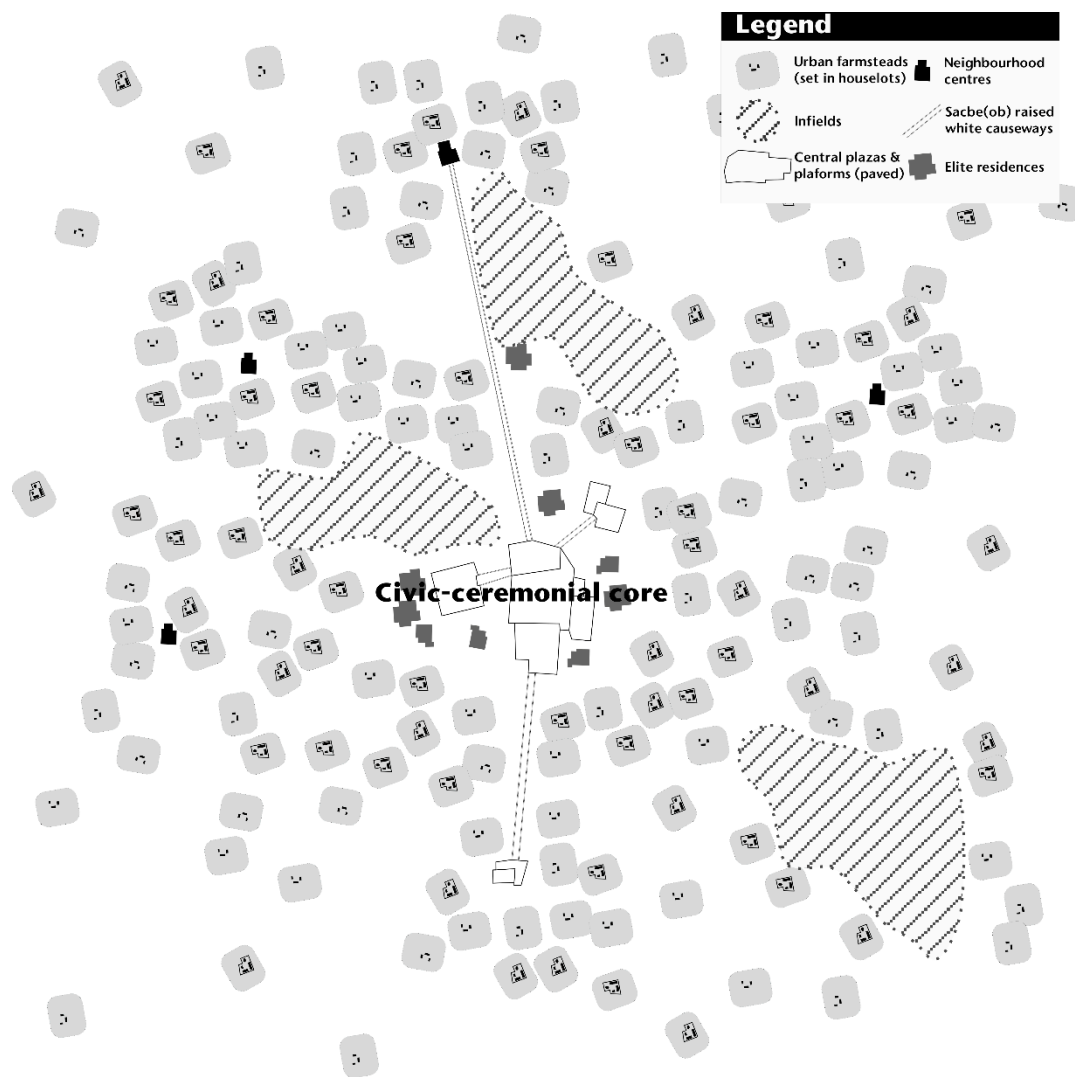 Legend
Urban farmsteads
(set in houselots)
Neighbourhood
centres
Infields
Sacbe(ob) raised
white causeways
Central plazas &
plaforms (paved)
Elite residences
Civic-ceremonial core